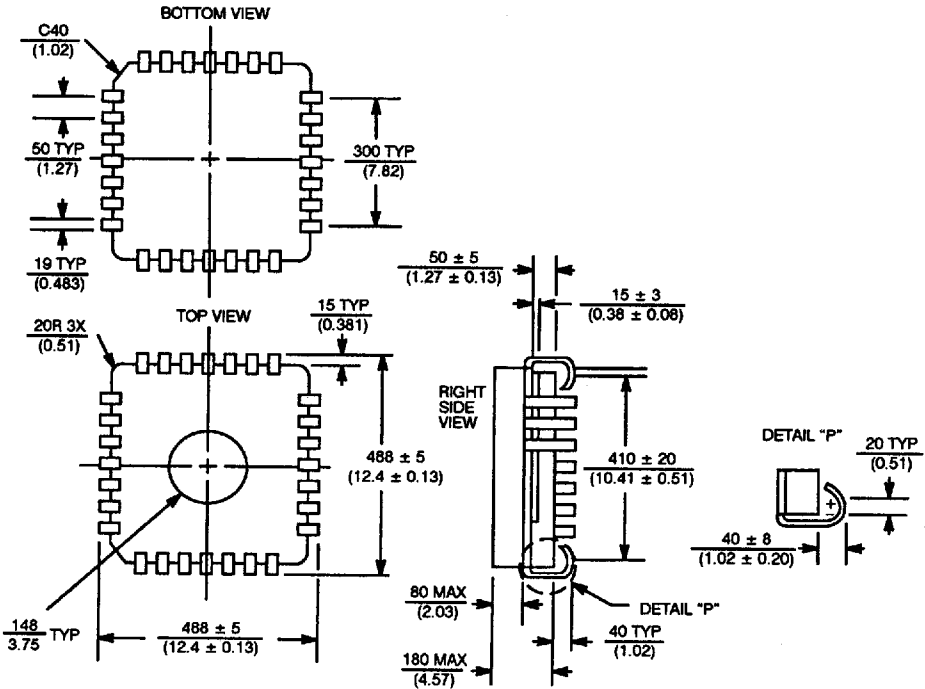 BOTTOM VIEW
C40
(1.02)
50 TYP
(1.27)
300 TYP
(7.82)
19 TYP
(0.483)
TOP VIEW
20R 3X
(0.51)
15 TYP
(0.381)
488 ± 5
(12.4 ± 0.13)
148
3.75
TYP
488 ± 5
(12.4 ± 0.13)
50 ± 5
(1.27 ± 0.13)
15 ± 3
(0.38 ± 0.08)
RIGHT
SIDE
VIEW
410 ± 20
(10.41 ± 0.51)
80 MAX
(2.03)
DETAIL "P"
40 TYP
(1.02)
180 MAX
(4.57)
DETAIL "P"
20 TYP
(0.51)
40 ± 8
(1.02 ± 0.20)